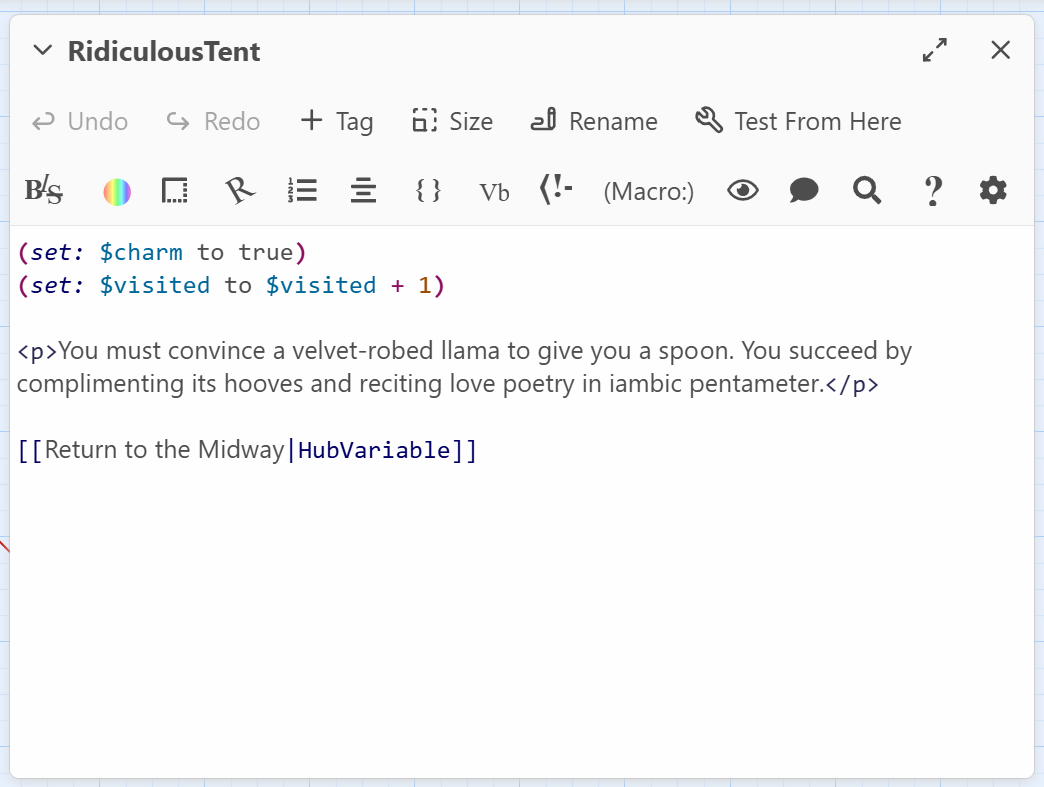 RidiculousTent
Undo Redo + Tag Size Rename Test From Here
B/S { } Vb (!- (Macro:) ?
(set: $charm to true)
(set: $visited to $visited + 1)
<p>You must convince a velvet-robed llama to give you a spoon. You succeed by
complimenting its hooves and reciting love poetry in iambic pentameter.</p>
[[Return to the Midway|HubVariable]]